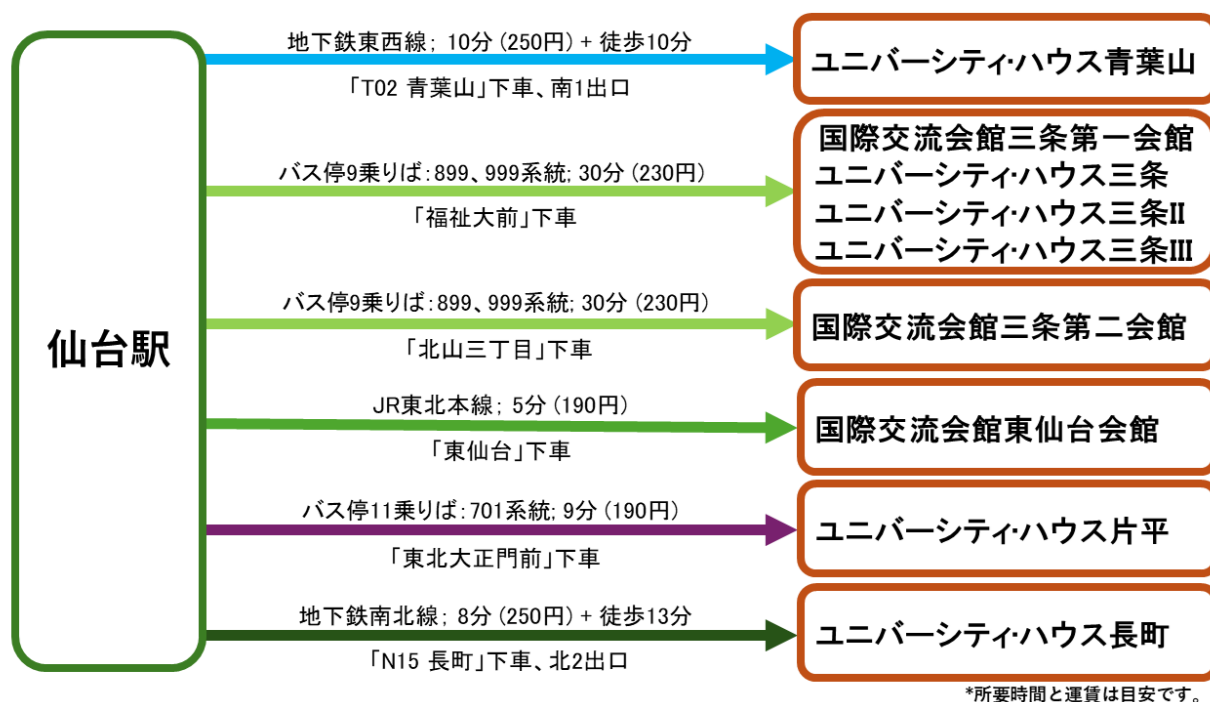 仙台駅
地下鉄東西線; 10分 (250円) + 徒歩10分
「T02 青葉山」下車、南1出口
ユニバーシティ・ハウス青葉山
バス停9乗りば：899、999系統; 30分 (230円)
「福祉大前」下車
国際交流会館三条第一会館
ユニバーシティ・ハウス三条
ユニバーシティ・ハウス三条II
ユニバーシティ・ハウス三条III
バス停9乗りば：899、999系統; 30分 (230円)
「北山三丁目」下車
国際交流会館三条第二会館
JR東北本線; 5分 (190円)
「東仙台」下車
国際交流会館東仙台会館
バス停11乗りば：701系統; 9分 (190円)
「東北大正門前」下車
ユニバーシティ・ハウス片平
地下鉄南北線; 8分 (250円) + 徒歩13分
「N15 長町」下車、北2出口
ユニバーシティ・ハウス長町
*所要時間と運賃は目安です。